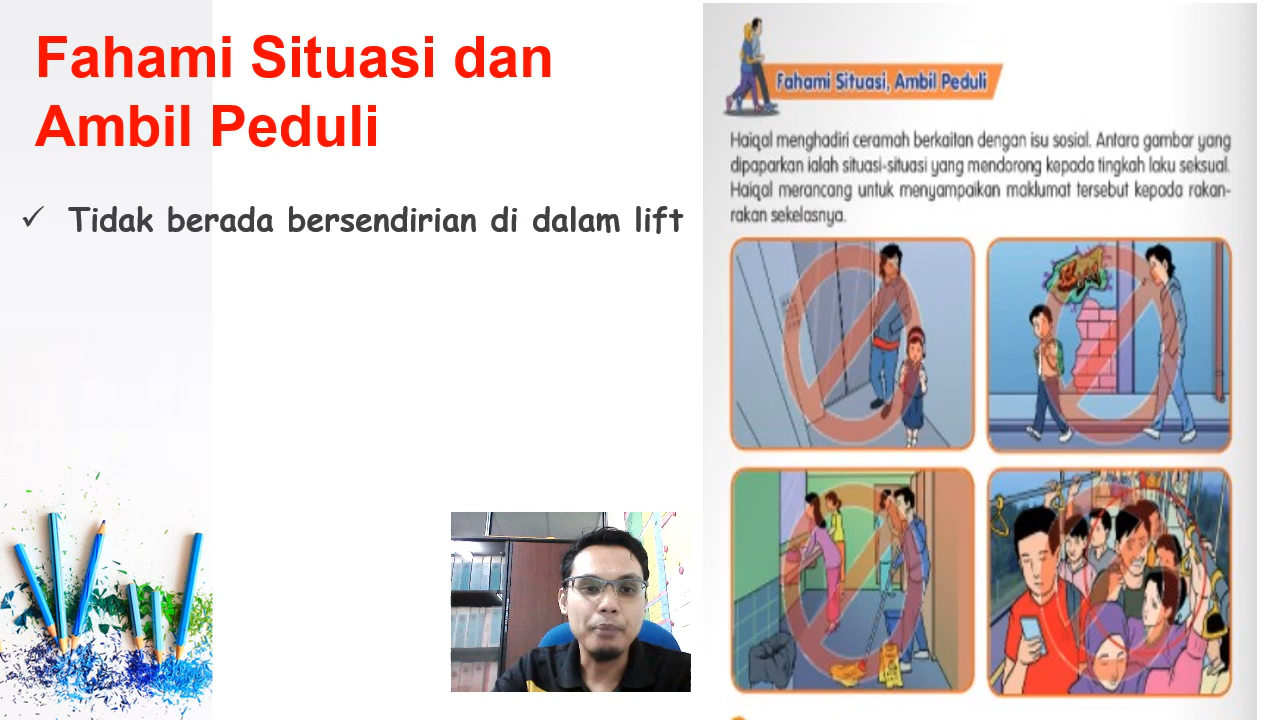 Fahami Situasi dan
Ambil Peduli
✓ Tidak berada bersendirian di dalam lift
Fahami Situasi, Ambil Peduli
Haiqal menghadiri ceramah berkaitan dengan isu sosial. Antara gambar yang
dipaparkan ialah situasi-situasi yang mendorong kepada tingkah laku seksual.
Haiqal merancang untuk menyampaikan maklumat tersebut kepada rakan-
rakan sekelasnya.